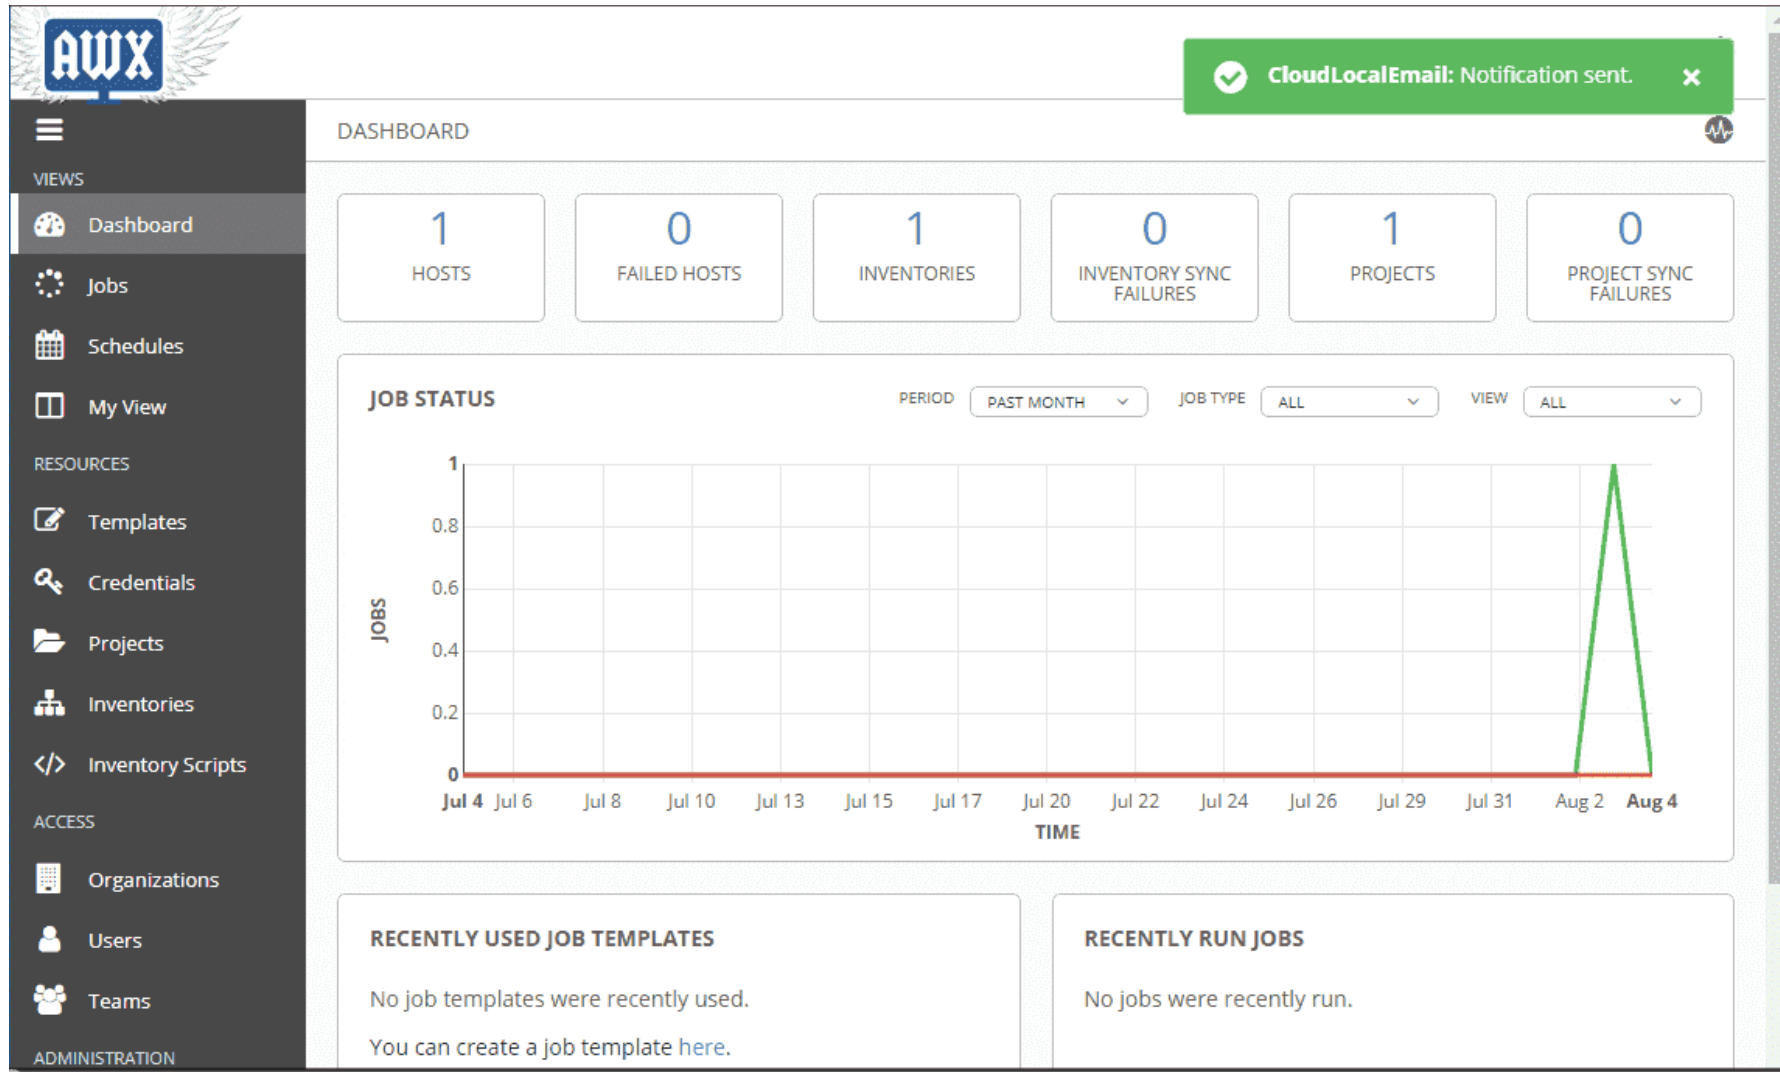 AWX
CloudLocalEmail: Notification sent.
DASHBOARD
VIEWS
Dashboard
Jobs
Schedules
My View
RESOURCES
Templates
Credentials
Projects
Inventories
Inventory Scripts
ACCESS
Organizations
Users
Teams
ADMINISTRATION
1
HOSTS
0
FAILED HOSTS
1
INVENTORIES
0
INVENTORY SYNC
FAILURES
1
PROJECTS
0
PROJECT SYNC
FAILURES
JOB STATUS
PERIOD PAST MONTH JOB TYPE ALL VIEW ALL
JOBS
1
0.8
0.6
0.4
0.2
0
Jul 4 Jul 6 Jul 8 Jul 10 Jul 13 Jul 15 Jul 17 Jul 20 Jul 22 Jul 24 Jul 26 Jul 29 Jul 31 Aug 2 Aug 4
TIME
RECENTLY USED JOB TEMPLATES
No job templates were recently used.
You can create a job template here.
RECENTLY RUN JOBS
No jobs were recently run.